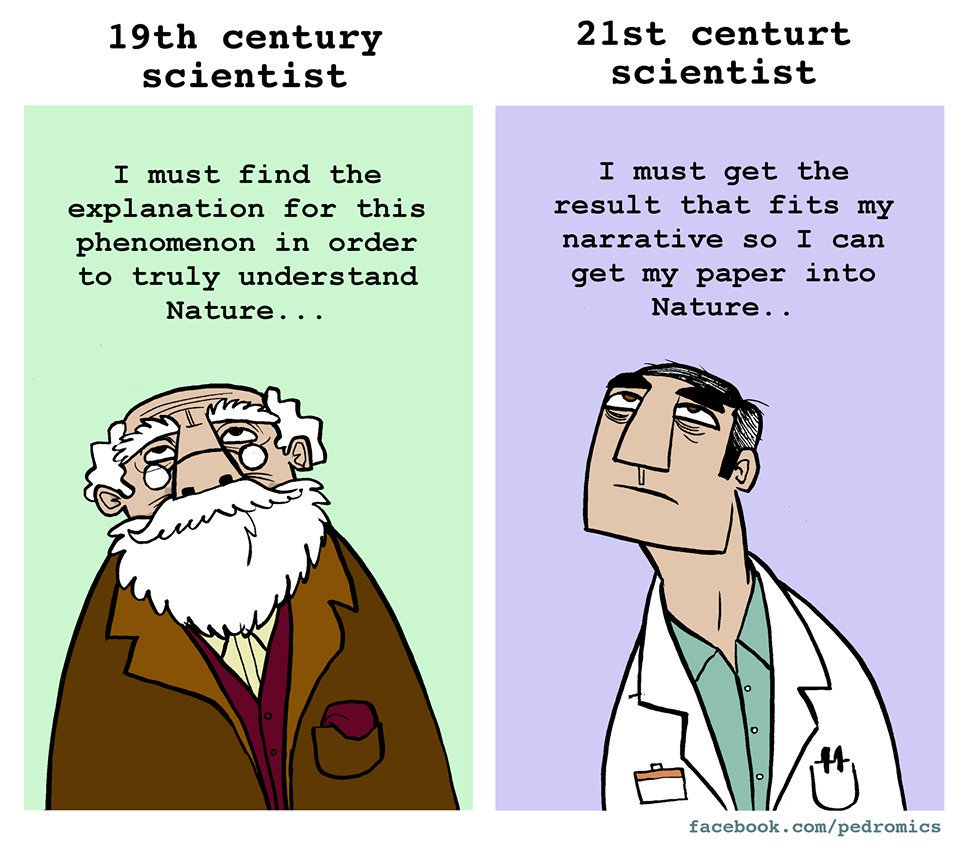 19th century
scientist
I must find the
explanation for this
phenomenon in order
to truly understand
Nature...
21st centurt
scientist
I must get the
result that fits my
narrative so I can
get my paper into
Nature..
facebook.com/pedromics